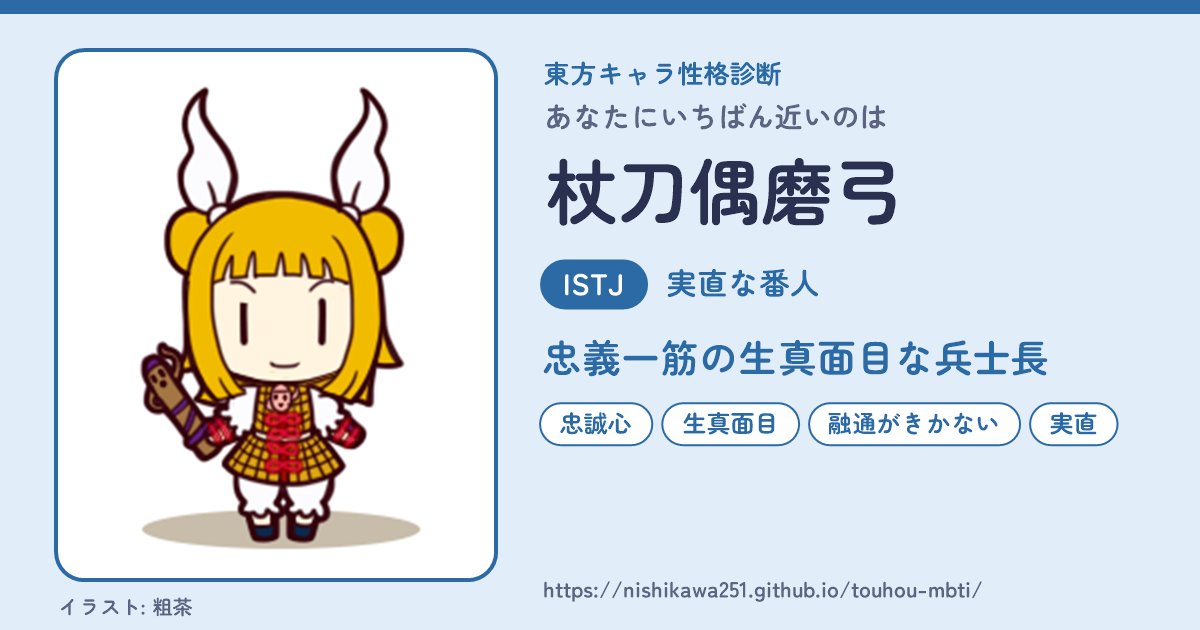 東方キャラ性格診断
あなたにいちばん近いのは
杖刀偶磨弓
ISTJ 実直な番人
忠義一筋の生真面目な兵士長
忠誠心 生真面目 融通がきかない 実直
https://nishikawa251.github.io/touhou-mbti/
イラスト: 粗茶